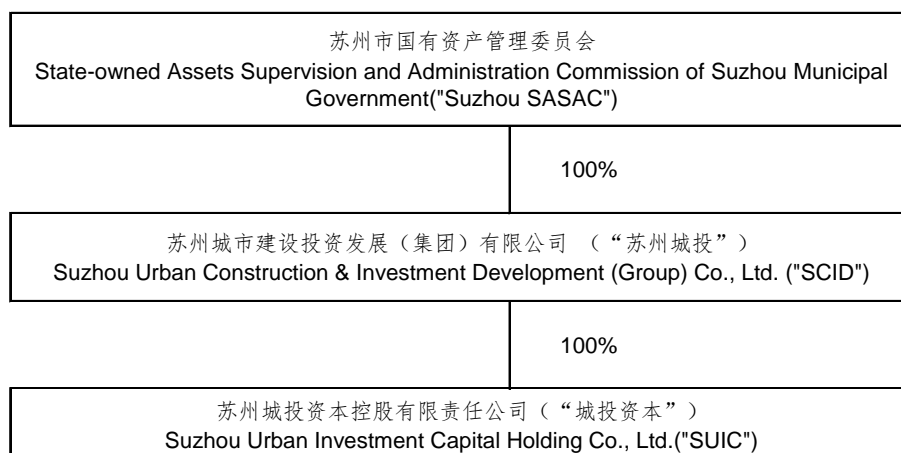 苏州市国有资产管理委员会
State-owned Assets Supervision and Administration Commission of Suzhou Municipal
Government("Suzhou SASAC")
100%
苏州城市建设投资发展（集团）有限公司 （“苏州城投”）
Suzhou Urban Construction & Investment Development (Group) Co., Ltd. ("SCID")
100%
苏州城投资本控股有限责任公司（“城投资本”）
Suzhou Urban Investment Capital Holding Co., Ltd.("SUIC")